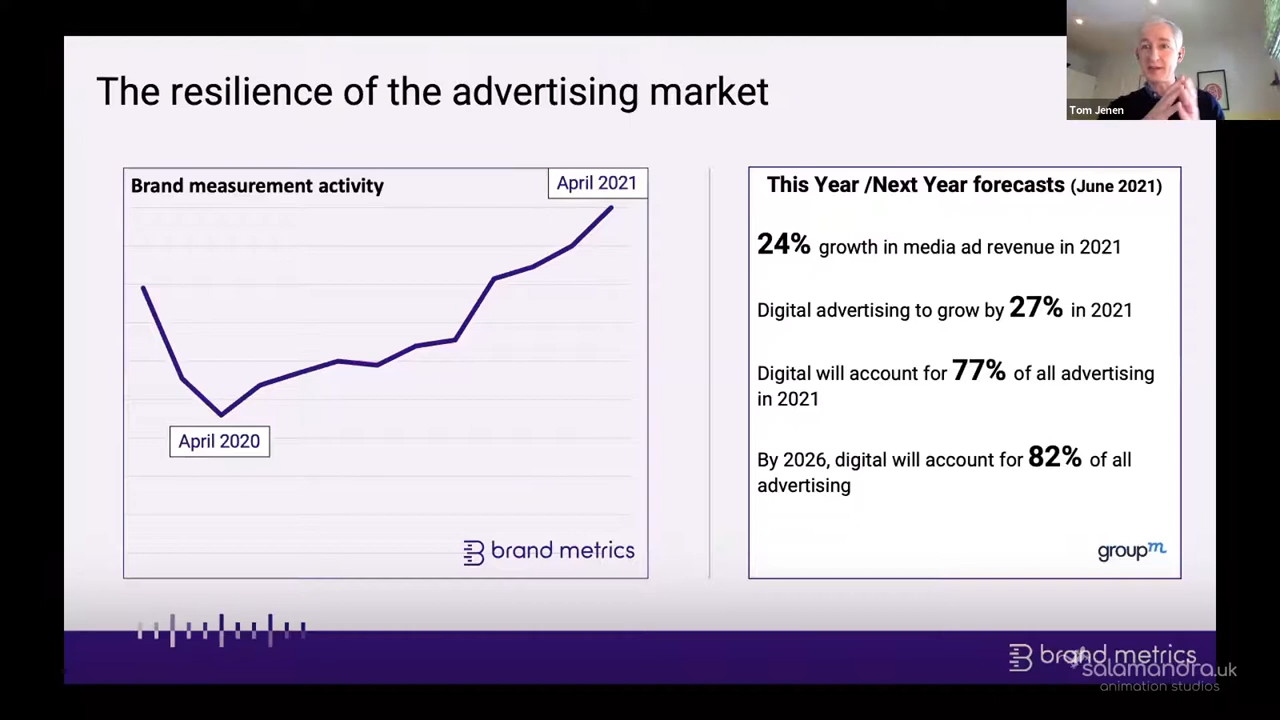 The resilience of the advertising market
Tom Jenen
Brand measurement activity
April 2021
April 2020
brand metrics
This Year /Next Year forecasts (June 2021)
24% growth in media ad revenue in 2021
Digital advertising to grow by 27% in 2021
Digital will account for 77% of all advertising
in 2021
By 2026, digital will account for 82% of all
advertising
groupm
brand metrics
salamandra.uk
animation studios